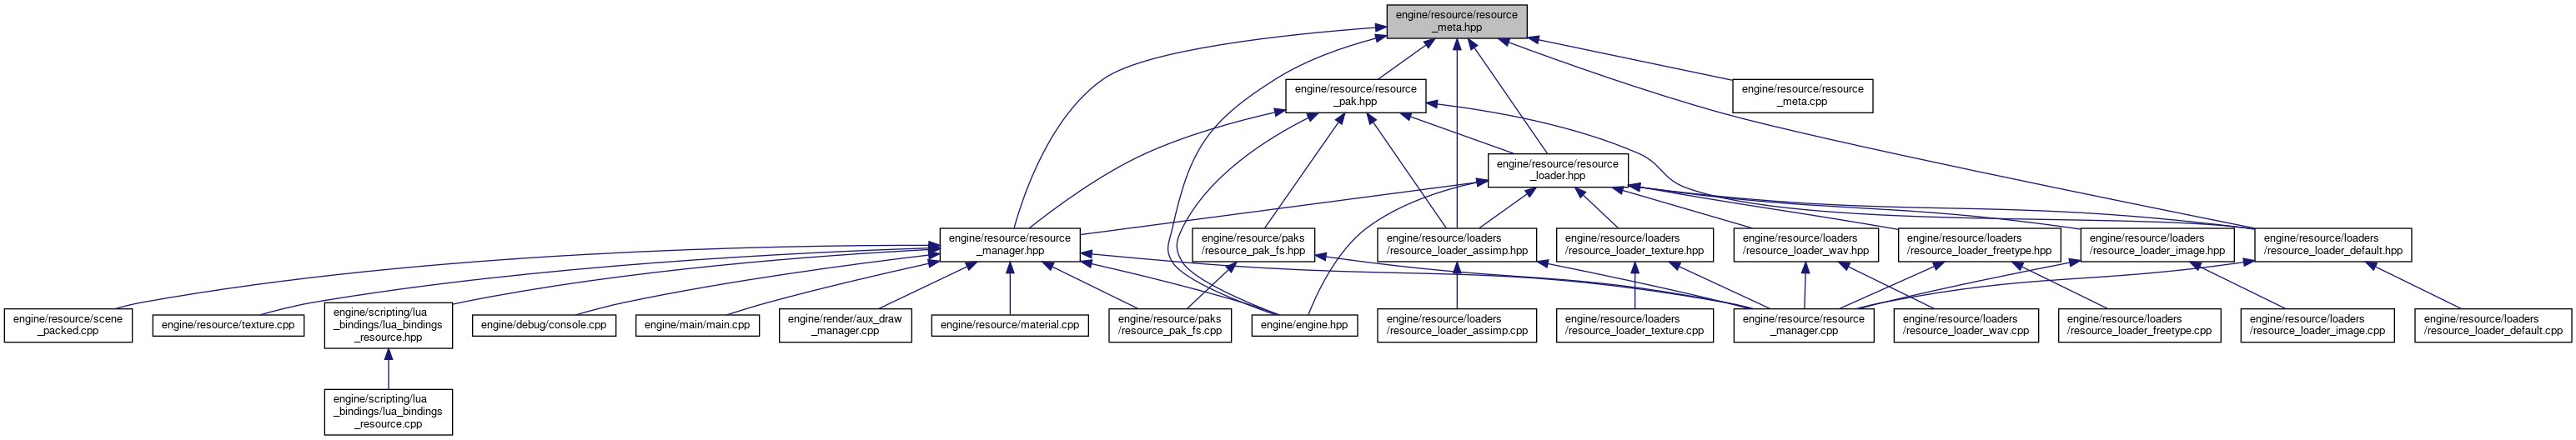 engine/resource/resource
_meta.hpp
engine/resource/resource
_pak.hpp
engine/resource/resource
_meta.cpp
engine/resource/resource
_loader.hpp
engine/resource/resource
_manager.hpp
engine/resource/paks
/resource_pak_fs.hpp
engine/resource/loaders
/resource_loader_assimp.hpp
engine/resource/loaders
/resource_loader_texture.hpp
engine/resource/loaders
/resource_loader_wav.hpp
engine/resource/loaders
/resource_loader_freetype.hpp
engine/resource/loaders
/resource_loader_image.hpp
engine/resource/loaders
/resource_loader_default.hpp
engine/resource/scene
_packed.cpp
engine/resource/texture.cpp
engine/scripting/lua
_bindings/lua_bindings
_resource.hpp
engine/debug/console.cpp
engine/main/main.cpp
engine/render/aux_draw
_manager.cpp
engine/resource/material.cpp
engine/resource/paks
/resource_pak_fs.cpp
engine/engine.hpp
engine/resource/loaders
/resource_loader_assimp.cpp
engine/resource/loaders
/resource_loader_texture.cpp
engine/resource/resource
_manager.cpp
engine/resource/loaders
/resource_loader_wav.cpp
engine/resource/loaders
/resource_loader_freetype.cpp
engine/resource/loaders
/resource_loader_image.cpp
engine/resource/loaders
/resource_loader_default.cpp
engine/scripting/lua
_bindings/lua_bindings
_resource.cpp